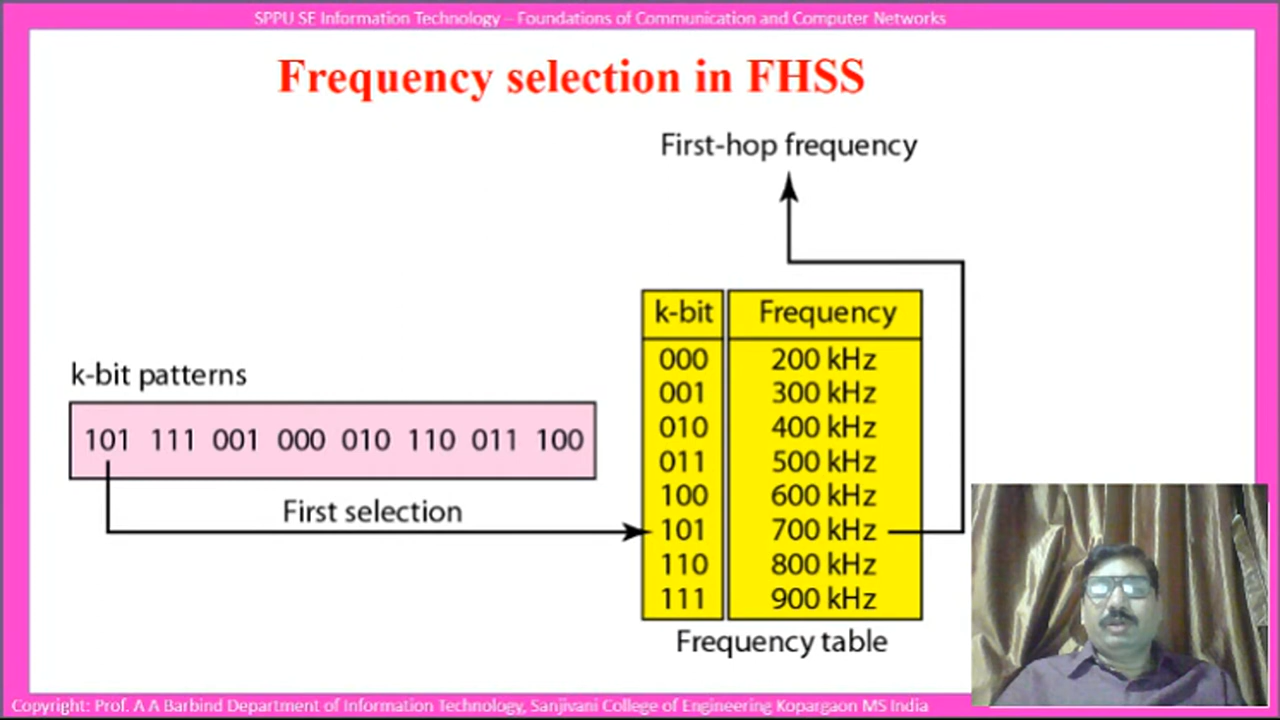 SPPU SE Information Technology – Foundations of Communication and Computer Networks
Frequency selection in FHSS
First-hop frequency
k-bit patterns
101 111 001 000 010 110 011 100
First selection
k-bit Frequency
000 200 kHz
001 300 kHz
010 400 kHz
011 500 kHz
100 600 kHz
101 700 kHz
110 800 kHz
111 900 kHz
Frequency table
Copyright: Prof. A A Barbind Department of Information Technology, Sanjivani College of Engineering Kopargaon MS India